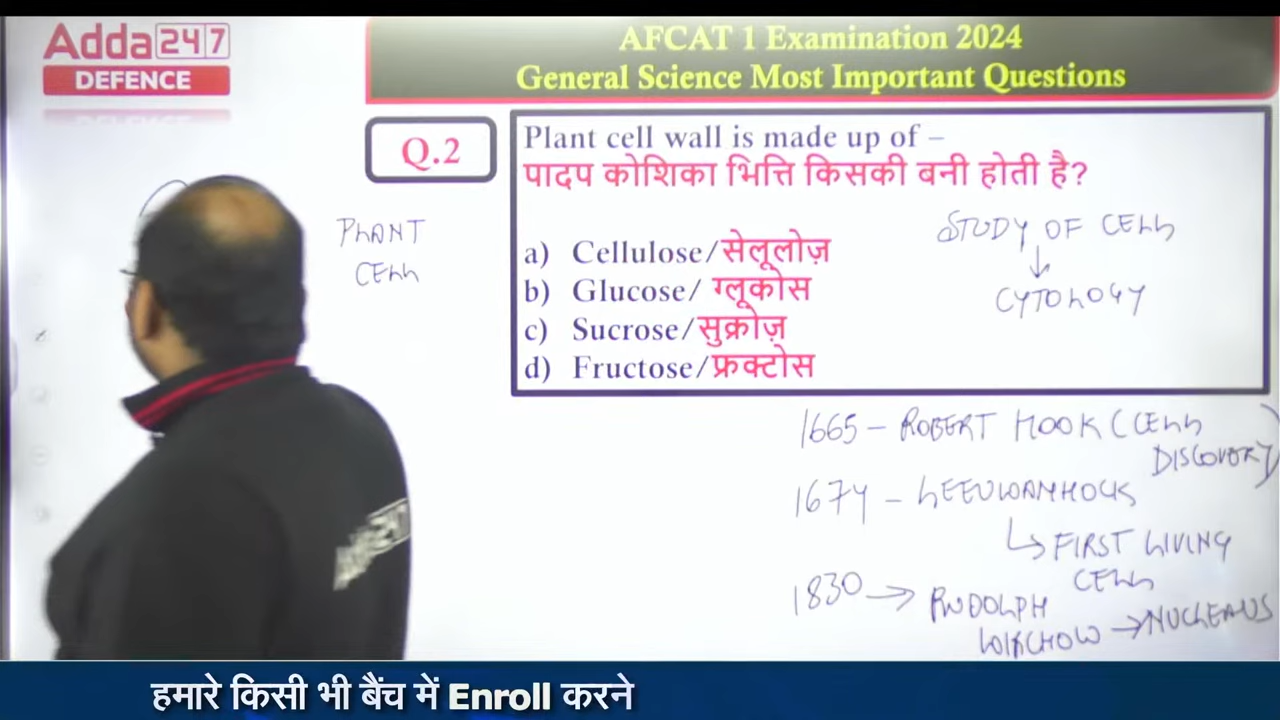 Adda247
DEFENCE
AFCAT 1 Examination 2024
General Science Most Important Questions
Q.2
Plant cell wall is made up of –
पादप कोशिका भित्ति किसकी बनी होती है?
a) Cellulose/सेलूलोज़
b) Glucose/ ग्लूकोस
c) Sucrose/सुक्रोज़
d) Fructose/फ्रक्टोस
PLANT
CELL
STUDY OF CELL
↓
CYTOLOGY
1665 – ROBERT HOOK (CELL
DISCOVERY)
1674 – LEEUWANHOCK
↳ FIRST LIVING
CELL
1830 → RUDOLPH
WIRCHOW → NUCLEAUS
हमारे किसी भी बैंच में Enroll करने